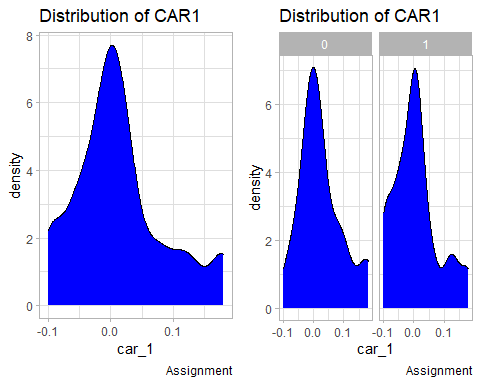 Distribution of CAR1
density
8
6
4
2
0
-0.1 0.0 0.1
car_1
Assignment
Distribution of CAR1
0 1
density
6
4
2
0
-0.1 0.0 0.1 -0.1 0.0 0.1
car_1
Assignment